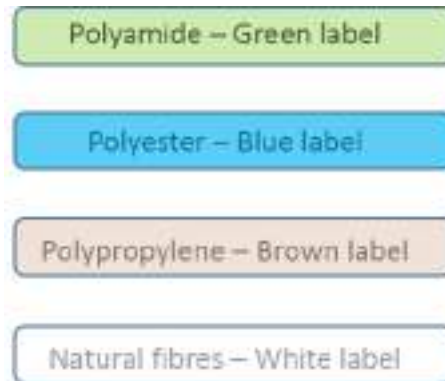 Polyamide – Green label
Polyester – Blue label
Polypropylene – Brown label
Natural fibres – White label